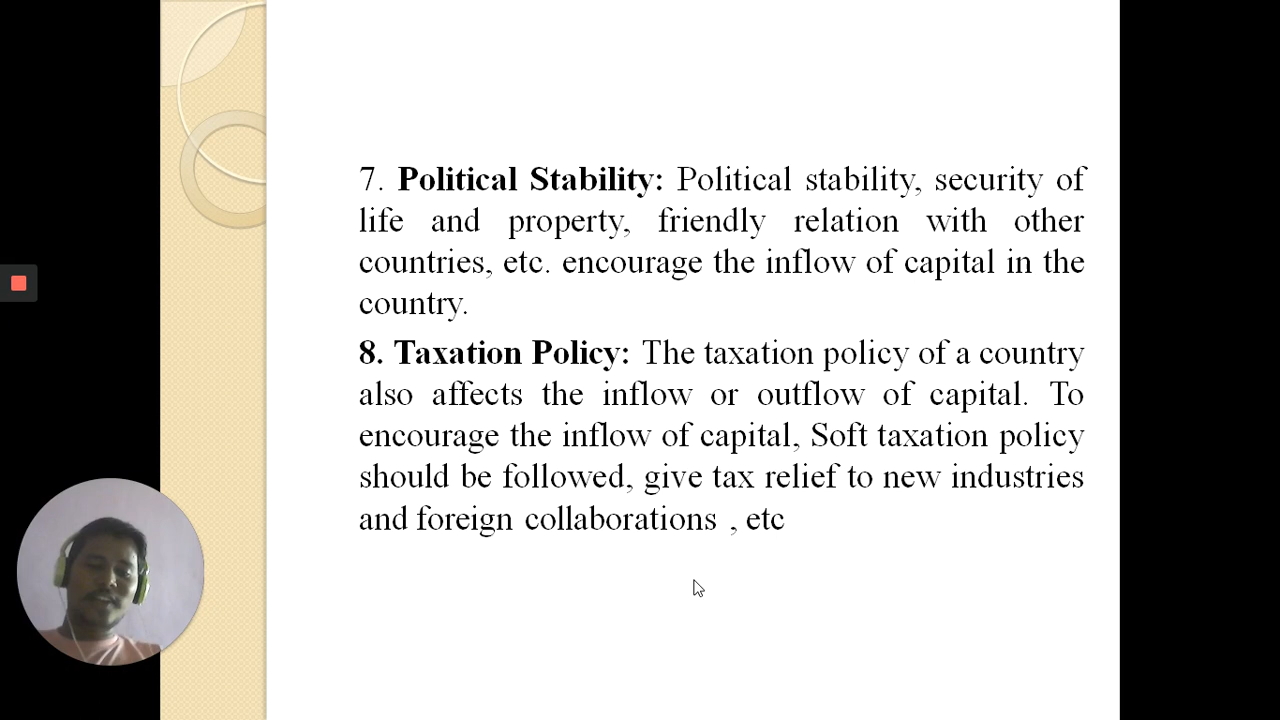 7. Political Stability: Political stability, security of
life and property, friendly relation with other
countries, etc. encourage the inflow of capital in the
country.
8. Taxation Policy: The taxation policy of a country
also affects the inflow or outflow of capital. To
encourage the inflow of capital, Soft taxation policy
should be followed, give tax relief to new industries
and foreign collaborations , etc